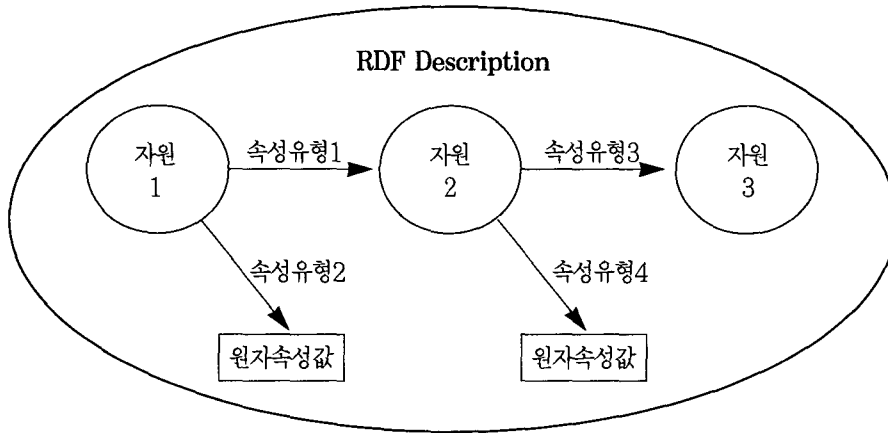 RDF Description
자원
1
속성유형1
자원
2
속성유형3
자원
3
속성유형2
속성유형4
원자속성값
원자속성값